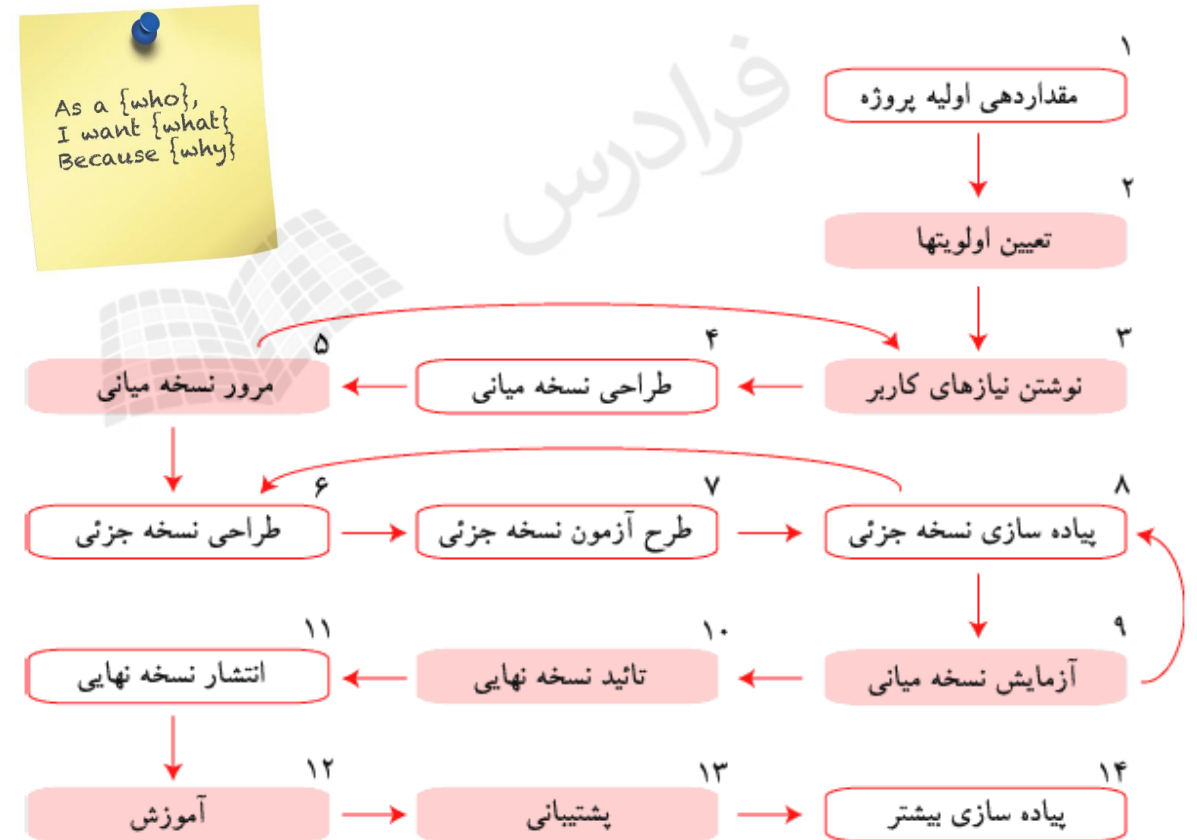 As a {who},
I want {what}
Because {why}
فرادرس
۱
مقداردهی اولیه پروژه
۲
تعیین اولویتها
۳
نوشتن نیازهای کاربر
۴
طراحی نسخه میانی
۵
مرور نسخه میانی
۶
طراحی نسخه جزئی
۷
طرح آزمون نسخه جزئی
۸
پیاده سازی نسخه جزئی
۹
آزمایش نسخه میانی
۱۰
تائید نسخه نهایی
۱۱
انتشار نسخه نهایی
۱۲
آموزش
۱۳
پشتیبانی
۱۴
پیاده سازی بیشتر